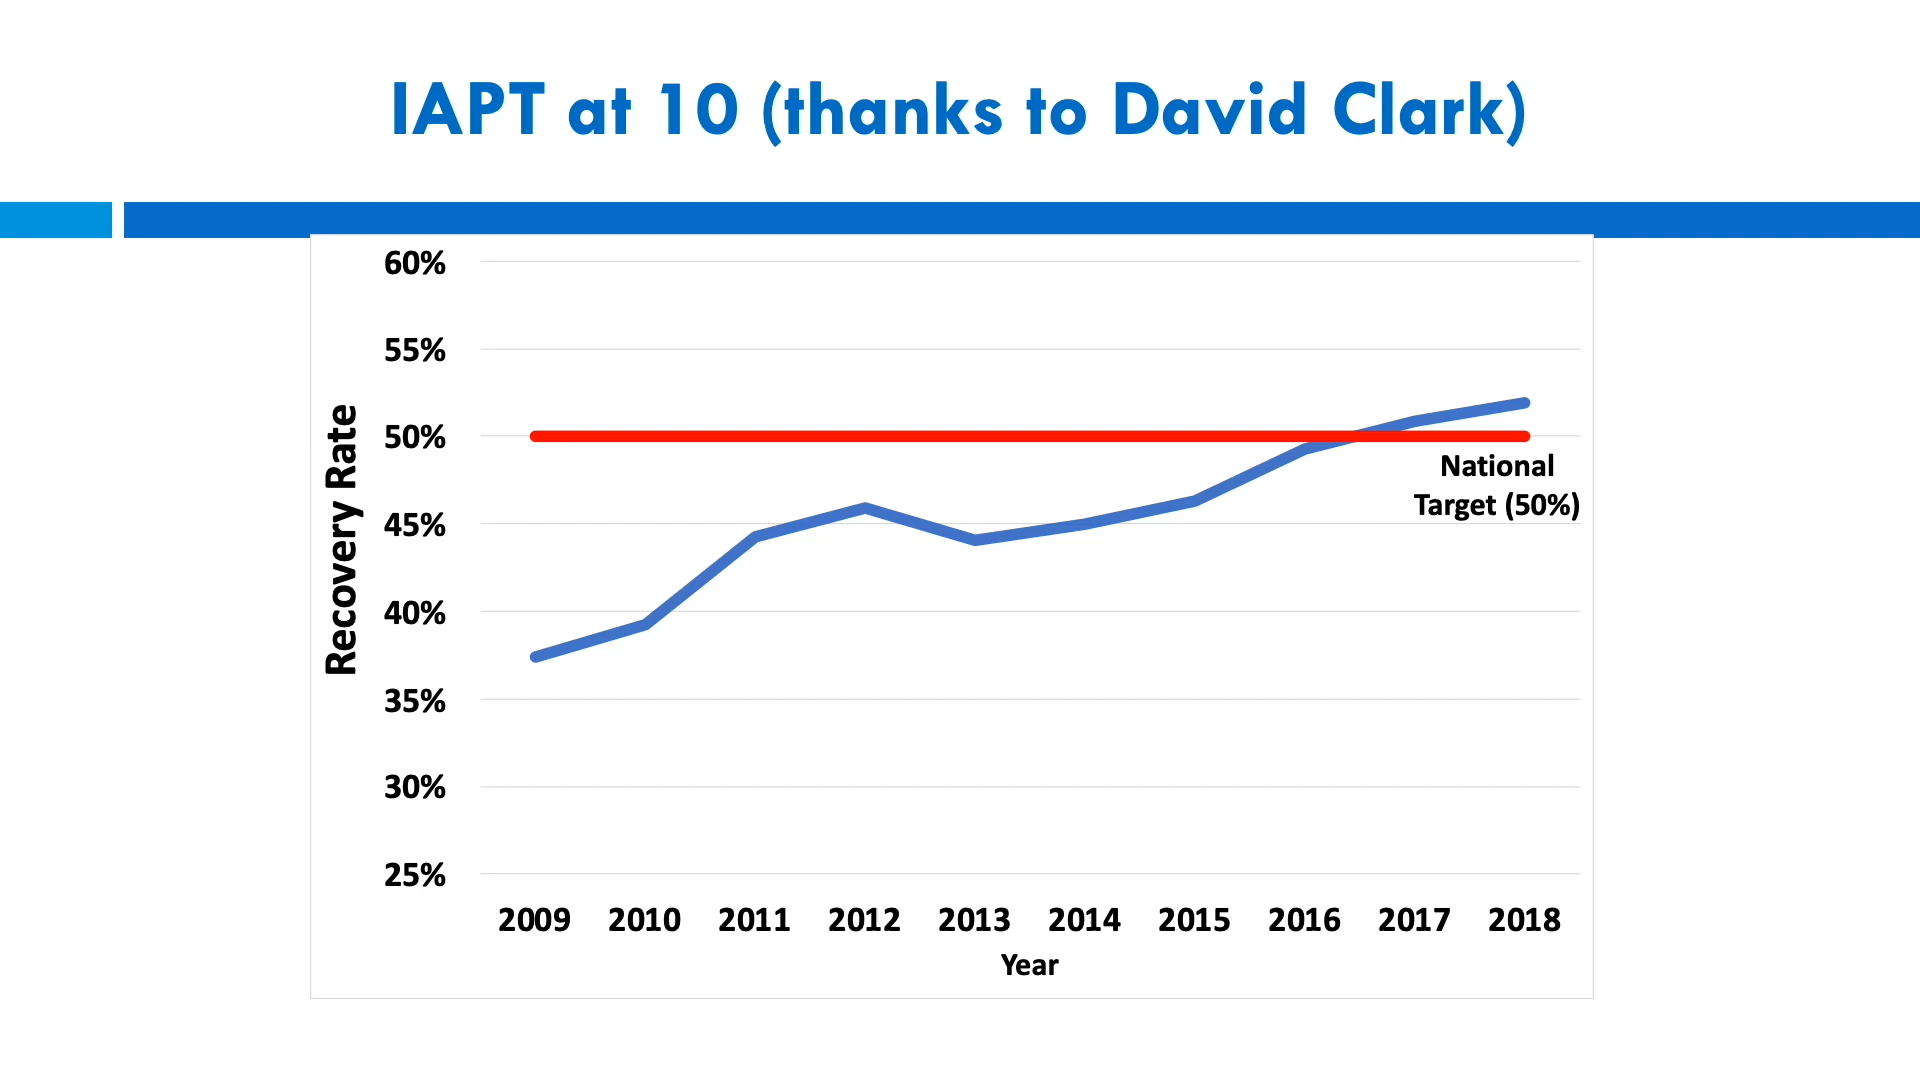 IAPT at 10 (thanks to David Clark)
60%
55%
50%
45%
40%
35%
30%
25%
Recovery Rate
National
Target (50%)
2009 2010 2011 2012 2013 2014 2015 2016 2017 2018
Year